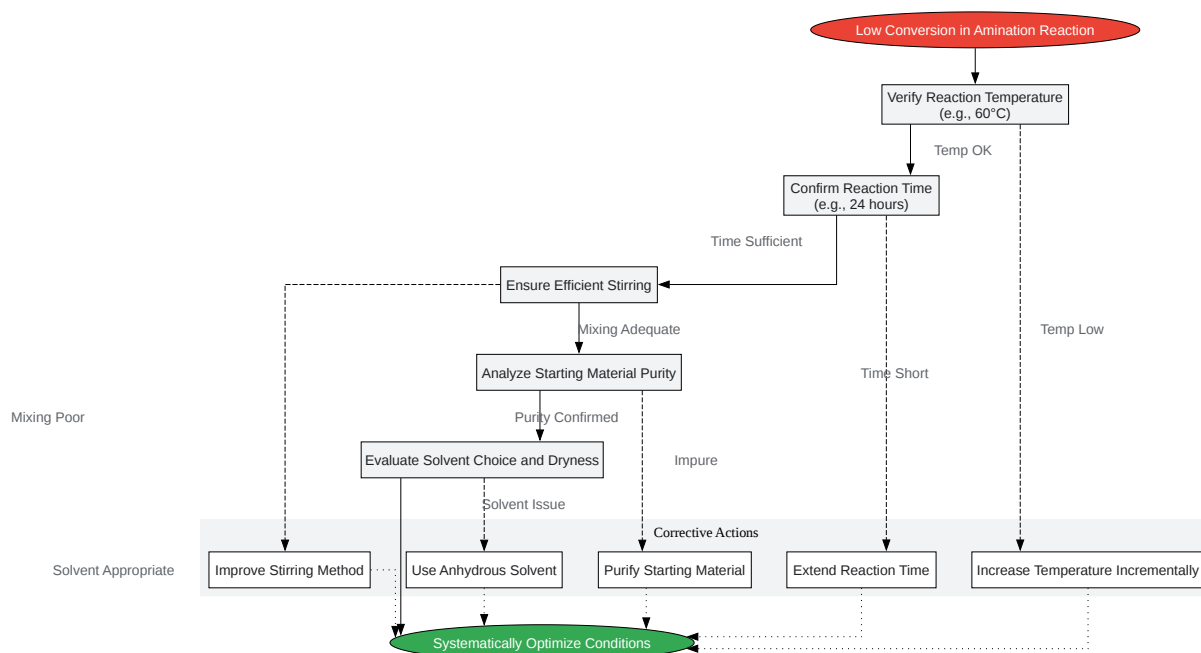 Low Conversion in Amination Reaction
Verify Reaction Temperature
(e.g., 60°C)
Temp OK
Confirm Reaction Time
(e.g., 24 hours)
Time Sufficient
Ensure Efficient Stirring
Mixing Adequate
Temp Low
Analyze Starting Material Purity
Time Short
Mixing Poor
Purity Confirmed
Evaluate Solvent Choice and Dryness
Impure
Solvent Issue
Corrective Actions
Solvent Appropriate
Improve Stirring Method
Use Anhydrous Solvent
Purify Starting Material
Extend Reaction Time
Increase Temperature Incrementally
Systematically Optimize Conditions